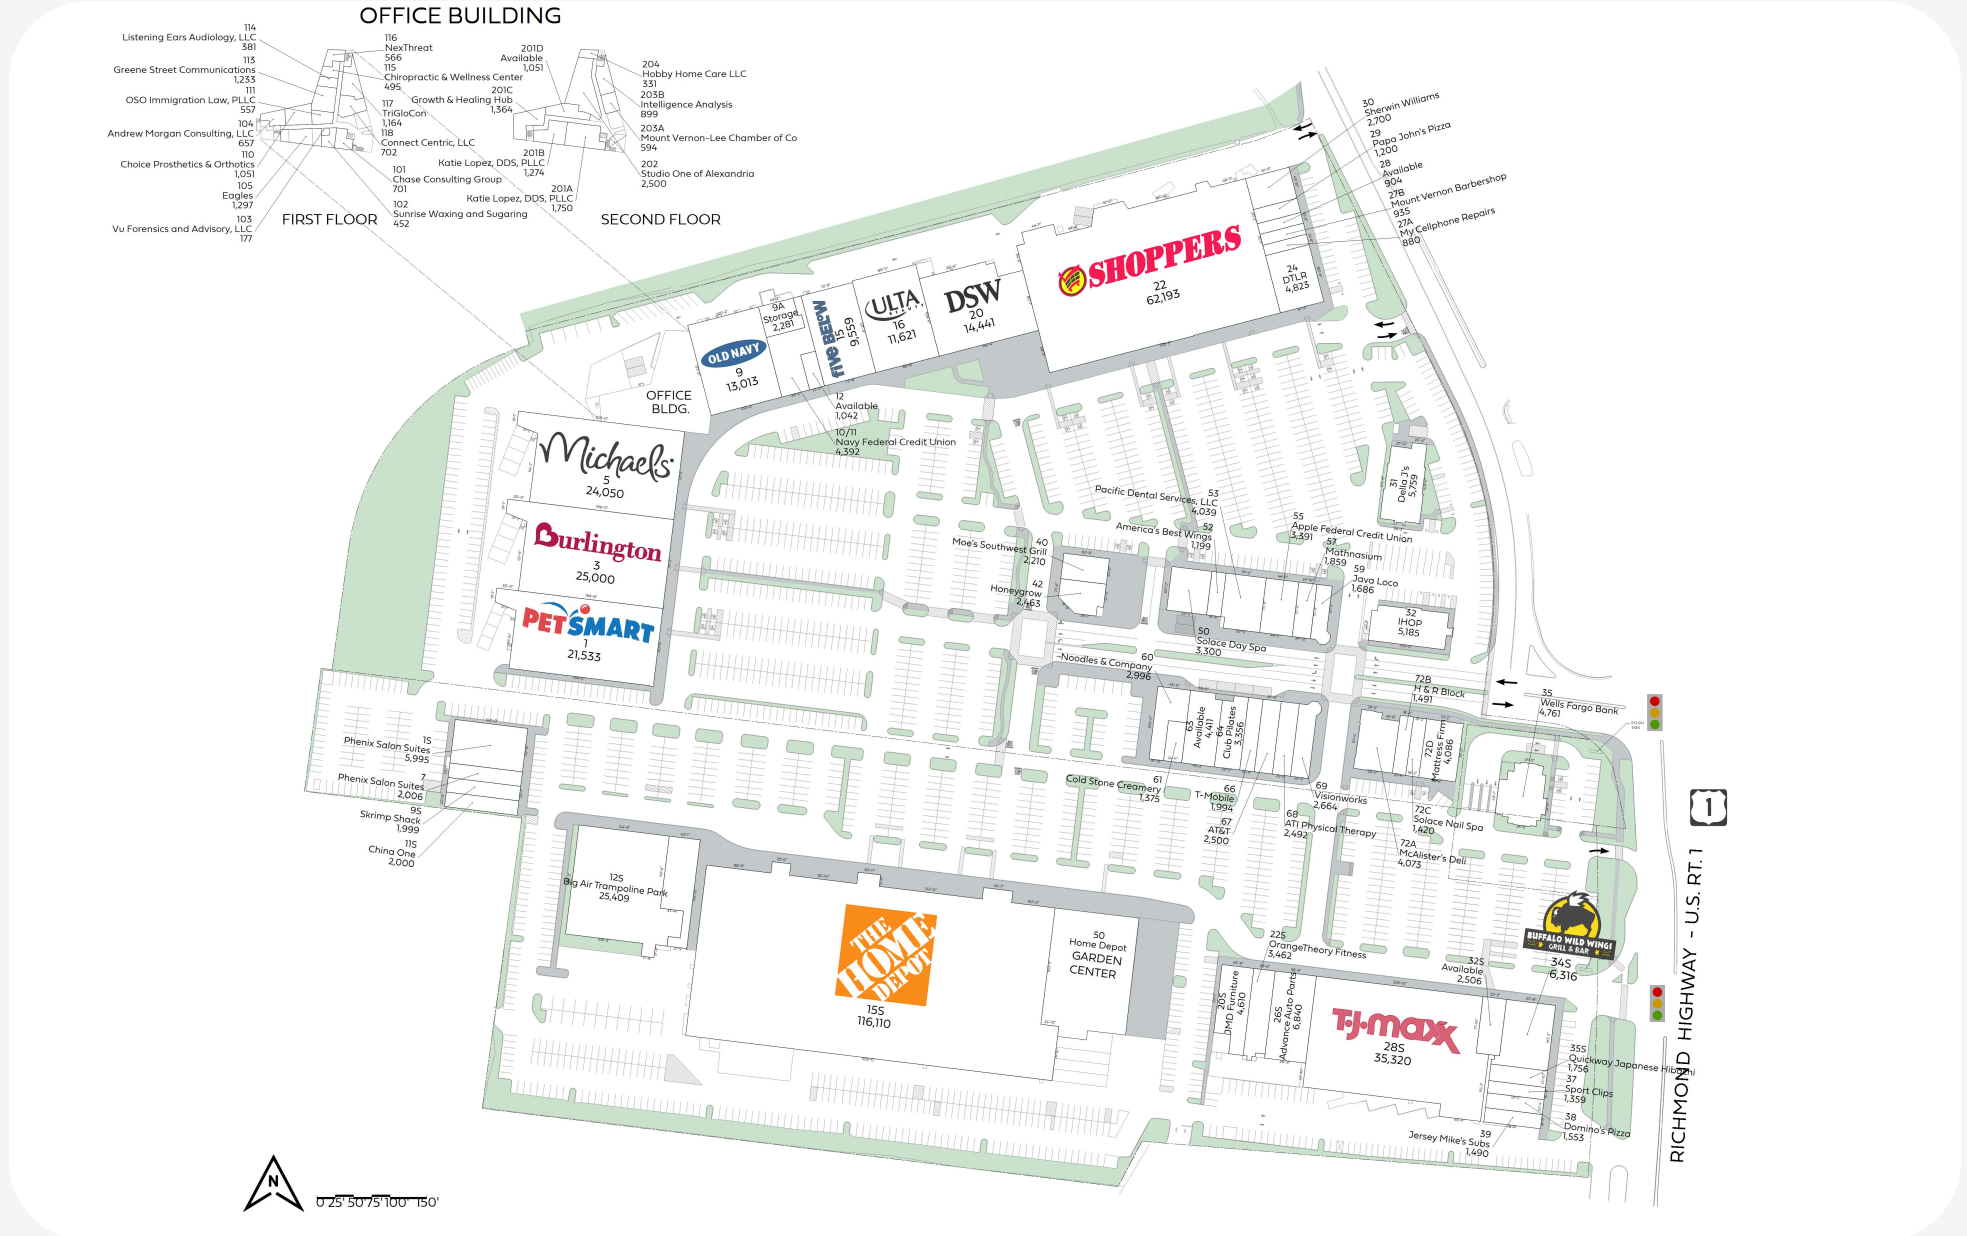 OFFICE BUILDING
114
Listening Ears Audiology, LLC
381
113
Greene Street Communications
1,233
111
OSO Immigration Law, PLLC
557
104
Andrew Morgan Consulting, LLC
657
110
Choice Prosthetics & Orthotics
1,051
105
Eagles
1,297
103
Vu Forensics and Advisory, LLC
177
116
NexThreat
566
115
Chiropractic & Wellness Center
495
117
TriGloCon
1,164
118
Connect Centric, LLC
702
101
Chase Consulting Group
701
102
Sunrise Waxing and Sugaring
452
FIRST FLOOR
201D
Available
1,051
201C
Growth & Healing Hub
1,364
201B
Katie Lopez, DDS, PLLC
1,274
201A
Katie Lopez, DDS, PLLC
1,750
204
Hobby Home Care LLC
331
203B
Intelligence Analysis
899
203A
Mount Vernon-Lee Chamber of Co
594
202
Studio One of Alexandria
2,500
SECOND FLOOR
30
Sherwin Williams
2,700
29
Papa John's Pizza
1,200
28
Available
904
27B
Mount Vernon Barbershop
935
27A
My Cellphone Repairs
880
24
DTLR
4,823
SHOPPERS
22
62,193
DSW
20
14,441
ULTA
BEAUTY
16
11,621
five BEL°W
15
9,559
9A
Storage
2,281
OLD NAVY
9
13,013
12
Available
1,042
10/11
Navy Federal Credit Union
4,392
OFFICE
BLDG.
Michaels
5
24,050
Burlington
3
25,000
PETSMART
1
21,533
31
Della J's
5,759
53
Pacific Dental Services, LLC
4,039
52
America's Best Wings
1,199
55
Apple Federal Credit Union
3,391
57
Mathnasium
1,859
59
Java Loco
1,686
40
Moe's Southwest Grill
2,210
42
Honeygrow
2,463
50
Solace Day Spa
3,300
32
IHOP
5,185
60
Noodles & Company
2,996
63
Available
4,411
64
Club Pilates
3,356
61
Cold Stone Creamery
1,375
66
T-Mobile
1,994
67
AT&T
2,500
68
ATI Physical Therapy
2,492
69
Visionworks
2,664
72B
H & R Block
1,491
72D
Mattress Firm
4,086
72C
Solace Nail Spa
1,420
72A
McAlister's Deli
4,073
35
Wells Fargo Bank
4,761
PYLON
SIGN
1
RICHMOND HIGHWAY - U.S. RT. 1
1S
Phenix Salon Suites
5,995
7
Phenix Salon Suites
2,006
9S
Skrimp Shack
1,999
11S
China One
2,000
12S
Big Air Trampoline Park
25,409
THE
HOME
DEPOT
15S
116,110
50
Home Depot
GARDEN
CENTER
20S
JMD Furniture
4,610
22S
OrangeTheory Fitness
3,462
26S
Advance Auto Parts
6,840
T.J.maxx
28S
35,320
32S
Available
2,506
BUFFALO WILD WINGS
GRILL & BAR
34S
6,316
35S
Quickway Japanese Hibachi
1,756
37
Sport Clips
1,359
38
Domino's Pizza
1,553
39
Jersey Mike's Subs
1,490
N
0 25' 50'75'100' 150'